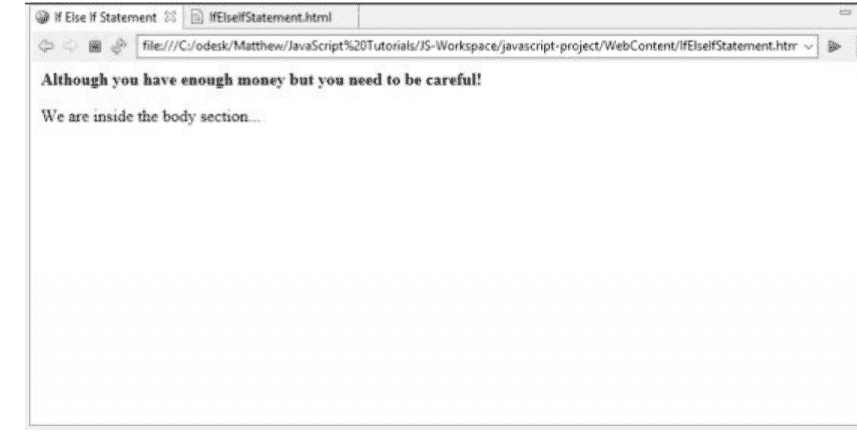 If Else If Statement IfElseIfStatement.html
file:///C:/odesk/Matthew/JavaScript%20Tutorials/JS-Workspace/javascript-project/WebContent/IfElseIfStatement.htm
Although you have enough money but you need to be careful!
We are inside the body section...